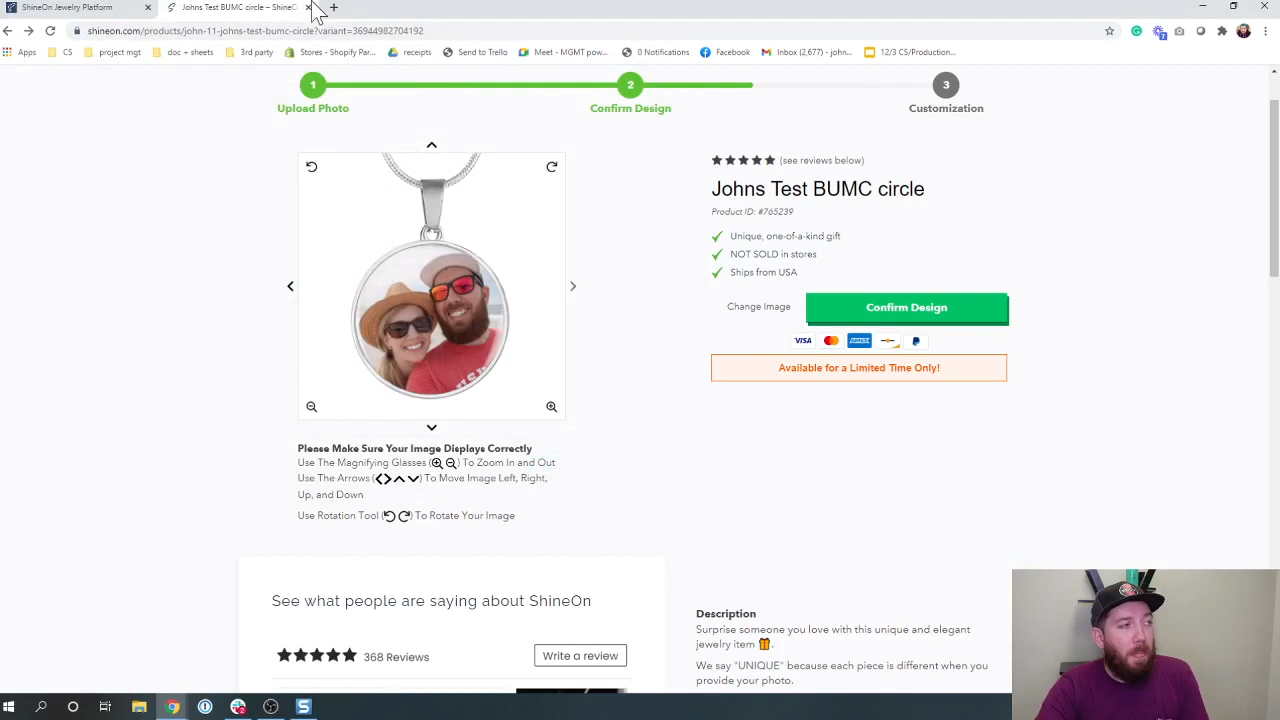 ShineOn Jewelry Platform
Johns Test BUMC circle – ShineO
shineon.com/products/john-11-johns-test-bumc-circle?variant=36944982704192
Apps
CS
project mgt
doc + sheets
3rd party
Stores - Shopify Par...
receipts
Send to Trello
Meet - MGMT pow...
0 Notifications
Facebook
Inbox (2,677) - john...
12/3 CS/Production...
1
2
3
Upload Photo
Confirm Design
Customization
(see reviews below)
Johns Test BUMC circle
Product ID: #765239
Unique, one-of-a-kind gift
NOT SOLD in stores
Ships from USA
Change Image
Confirm Design
VISA
AMEX
Available for a Limited Time Only!
Please Make Sure Your Image Displays Correctly
Use The Magnifying Glasses ( ) To Zoom In and Out
Use The Arrows ( ) To Move Image Left, Right,
Up, and Down
Use Rotation Tool ( ) To Rotate Your Image
See what people are saying about ShineOn
368 Reviews
Write a review
Description
Surprise someone you love with this unique and elegant
jewelry item 🎁.
We say "UNIQUE" because each piece is different when you
provide your photo.